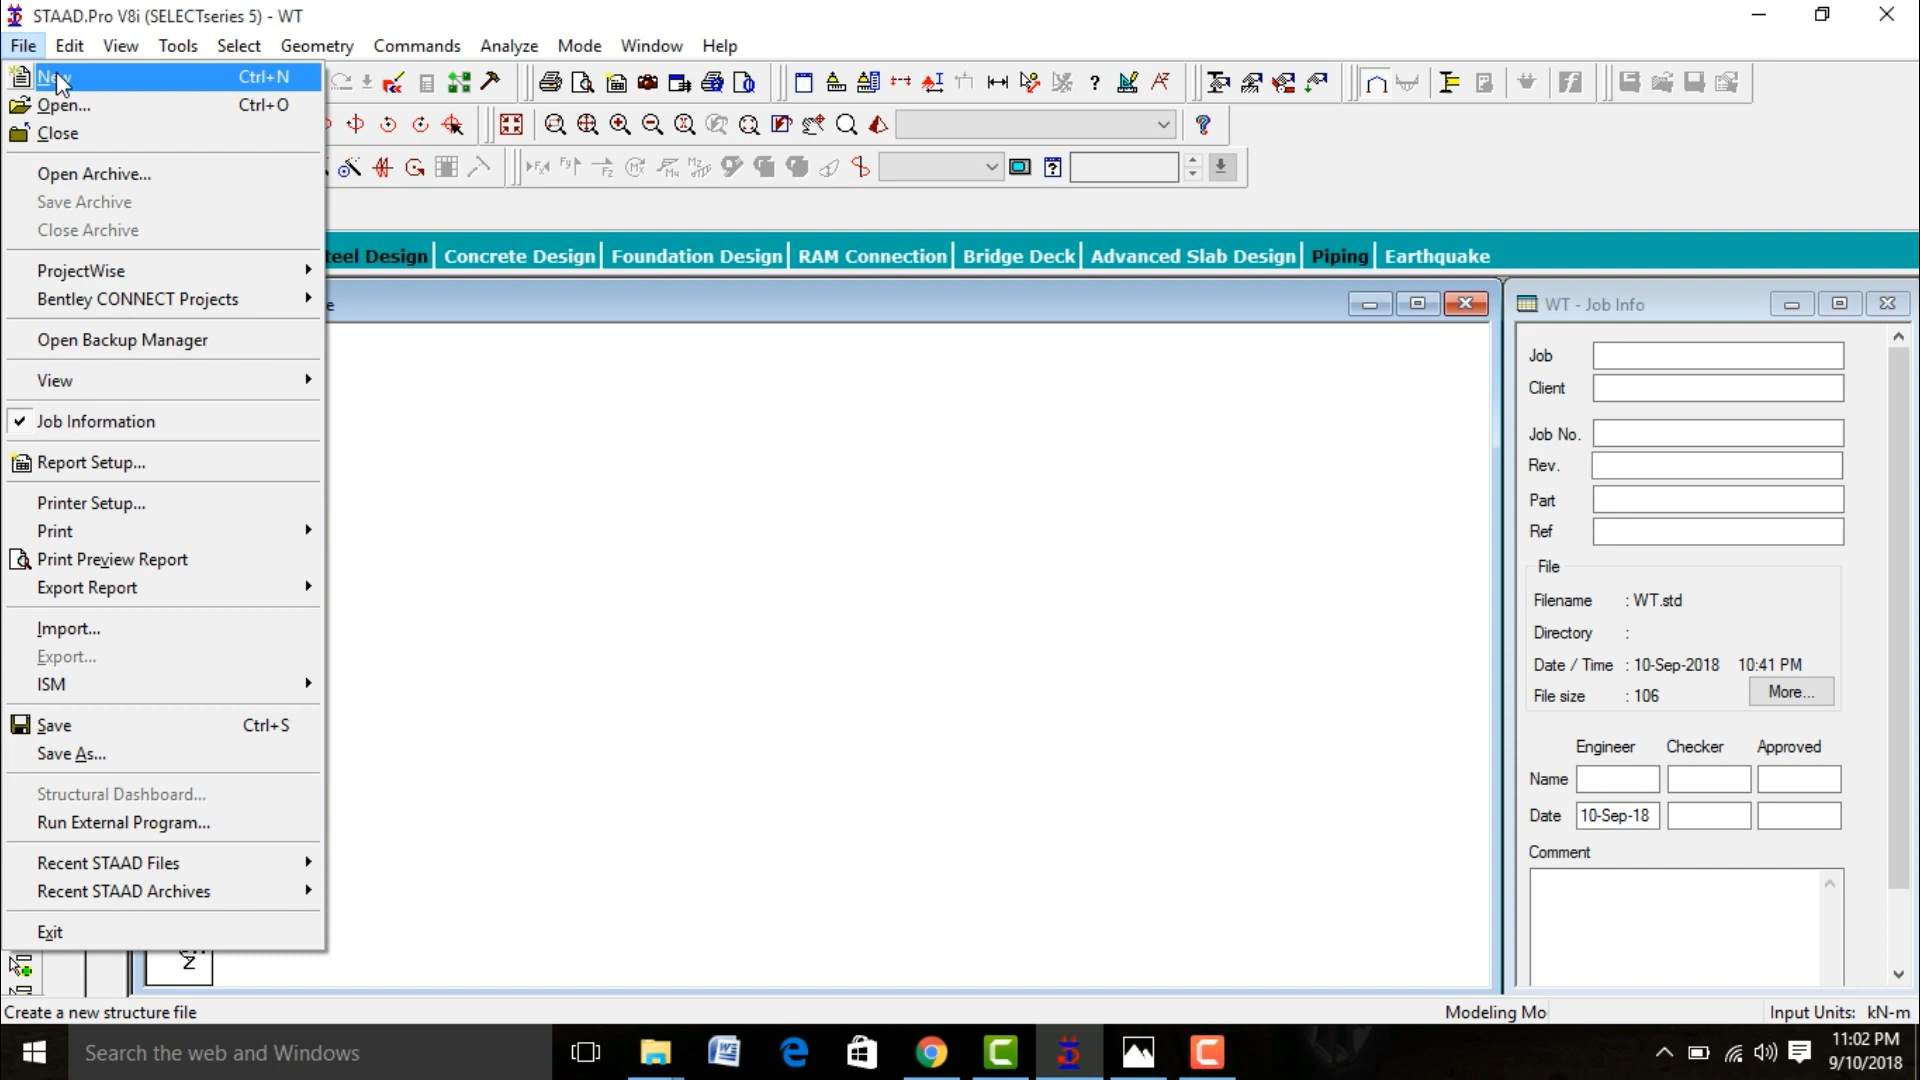 STAAD.Pro V8i (SELECTseries 5) - WT
File Edit View Tools Select Geometry Commands Analyze Mode Window Help
New Ctrl+N
Open... Ctrl+O
Close
Open Archive...
Save Archive
Close Archive
ProjectWise
Bentley CONNECT Projects
Open Backup Manager
View
Job Information
Report Setup...
Printer Setup...
Print
Print Preview Report
Export Report
Import...
Export...
ISM
Save Ctrl+S
Save As...
Structural Dashboard...
Run External Program...
Recent STAAD Files
Recent STAAD Archives
Exit
teel Design Concrete Design Foundation Design RAM Connection Bridge Deck Advanced Slab Design Piping Earthquake
e
WT - Job Info
Job
Client
Job No.
Rev.
Part
Ref
File
Filename : WT.std
Directory :
Date / Time : 10-Sep-2018 10:41 PM
File size : 106 More...
Engineer Checker Approved
Name
Date 10-Sep-18
Comment
Create a new structure file Modeling Mo Input Units: kN-m
Search the web and Windows
11:02 PM
9/10/2018